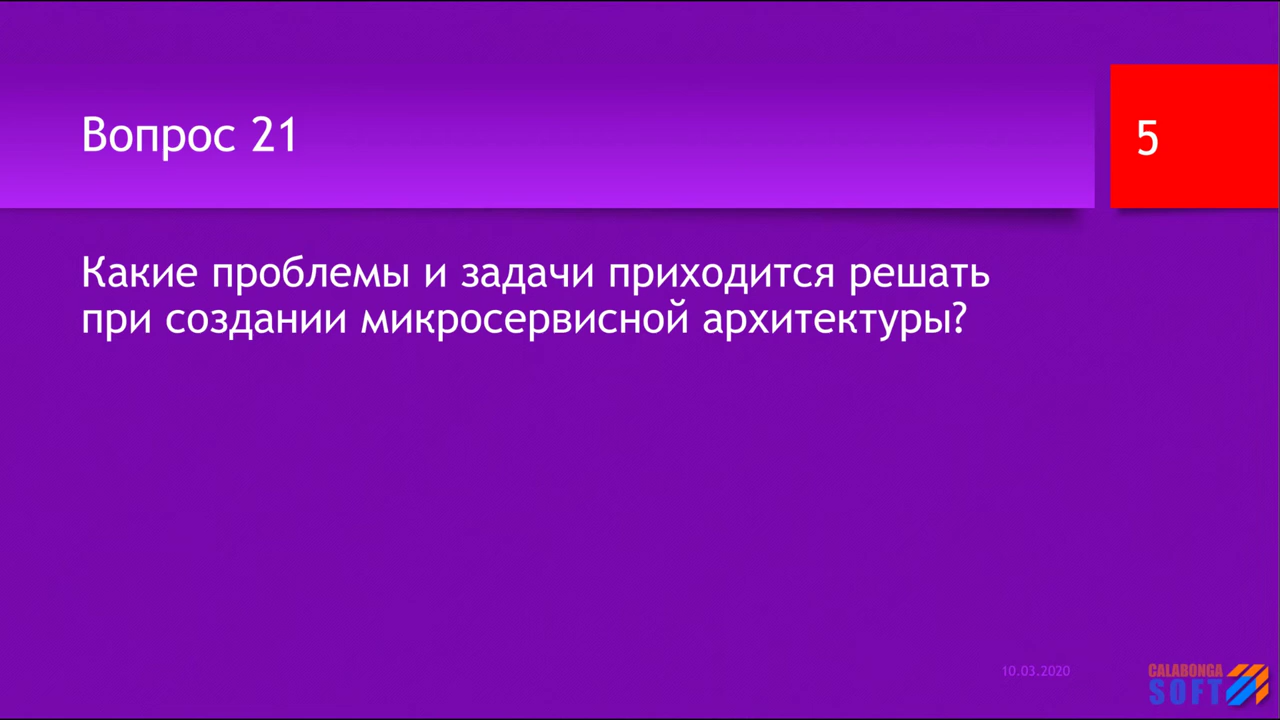 Вопрос 21
5
Какие проблемы и задачи приходится решать
при создании микросервисной архитектуры?
10.03.2020
CALABONGA
SOFT